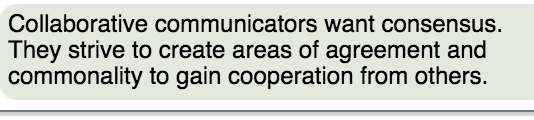 Collaborative communicators want consensus.
They strive to create areas of agreement and
commonality to gain cooperation from others.